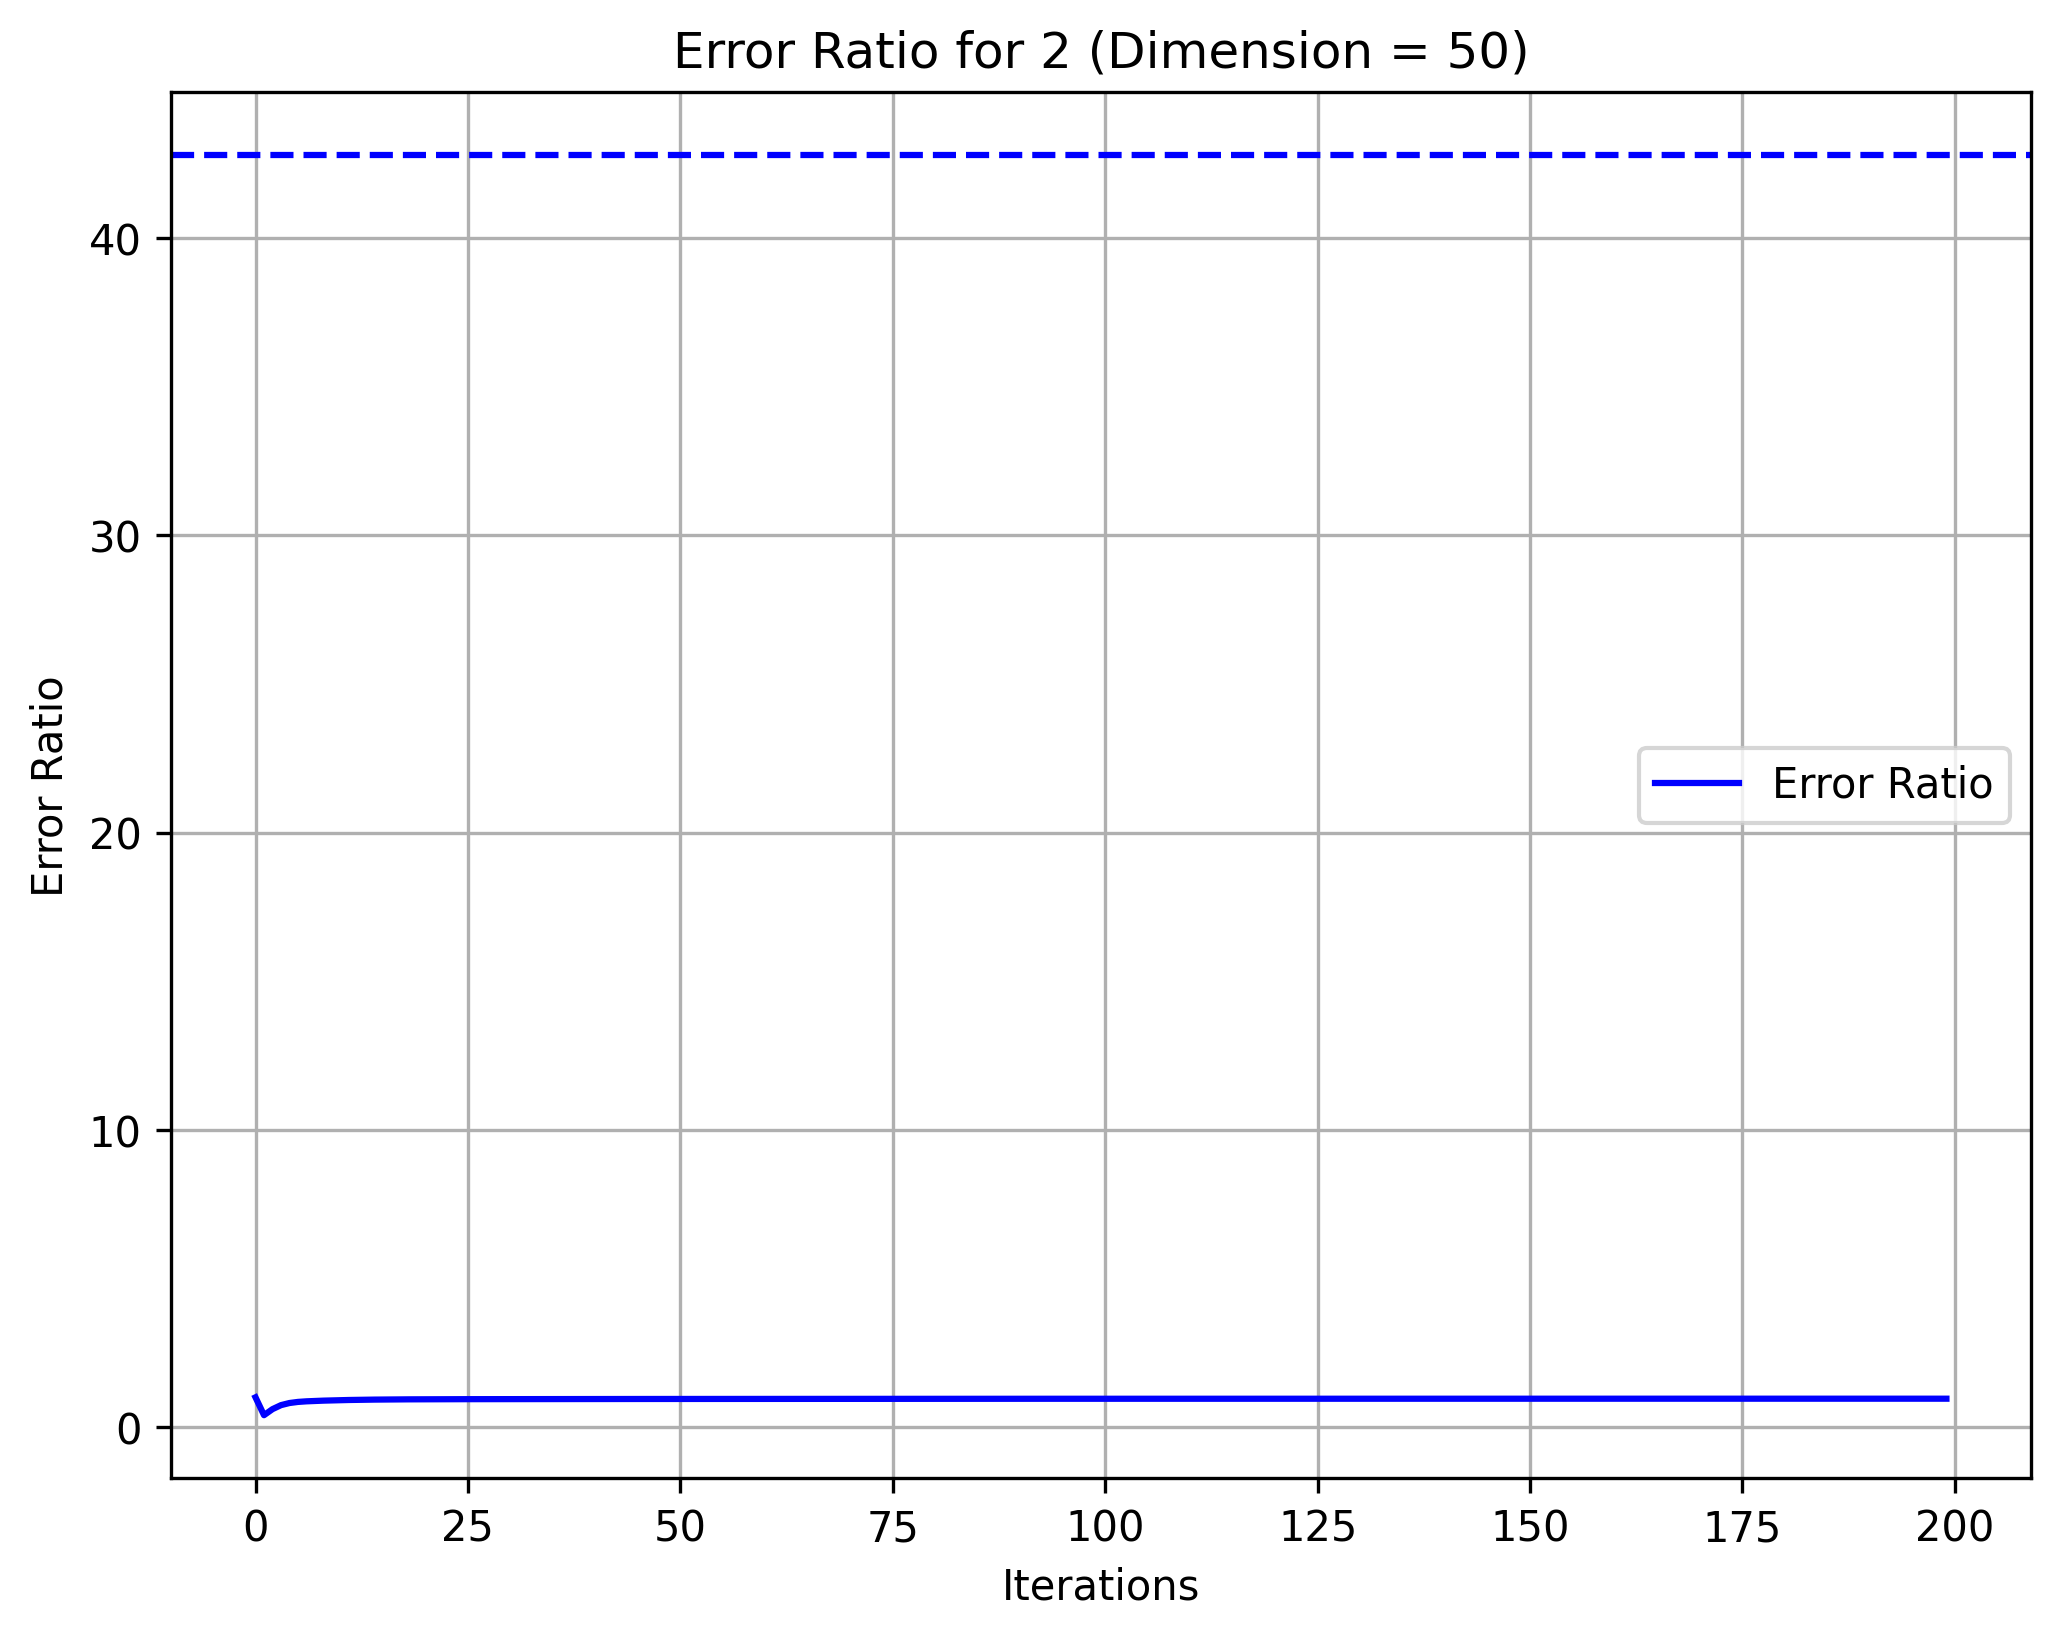 Error Ratio for 2 (Dimension = 50)
40
30
20
10
0
Error Ratio
Error Ratio
0 25 50 75 100 125 150 175 200
Iterations